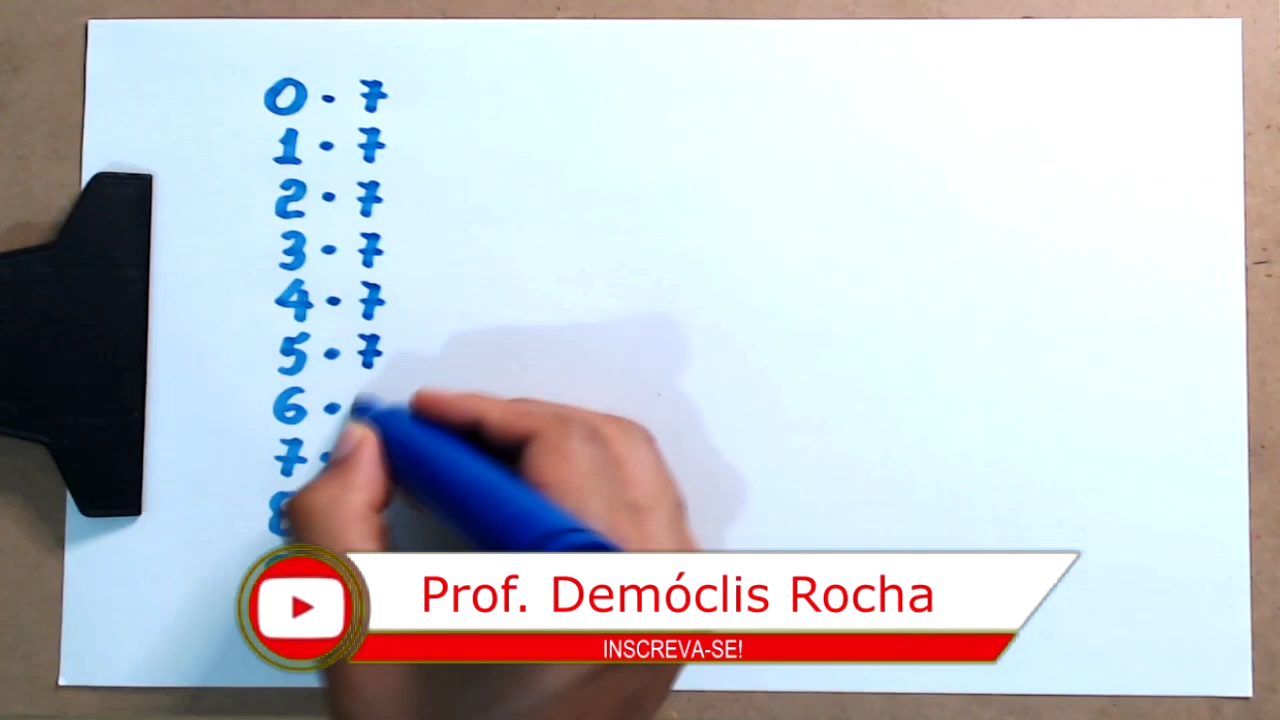 0 · 7
1 · 7
2 · 7
3 · 7
4 · 7
5 · 7
6 ·
7 ·
8
Prof. Demóclis Rocha
INSCREVA-SE!